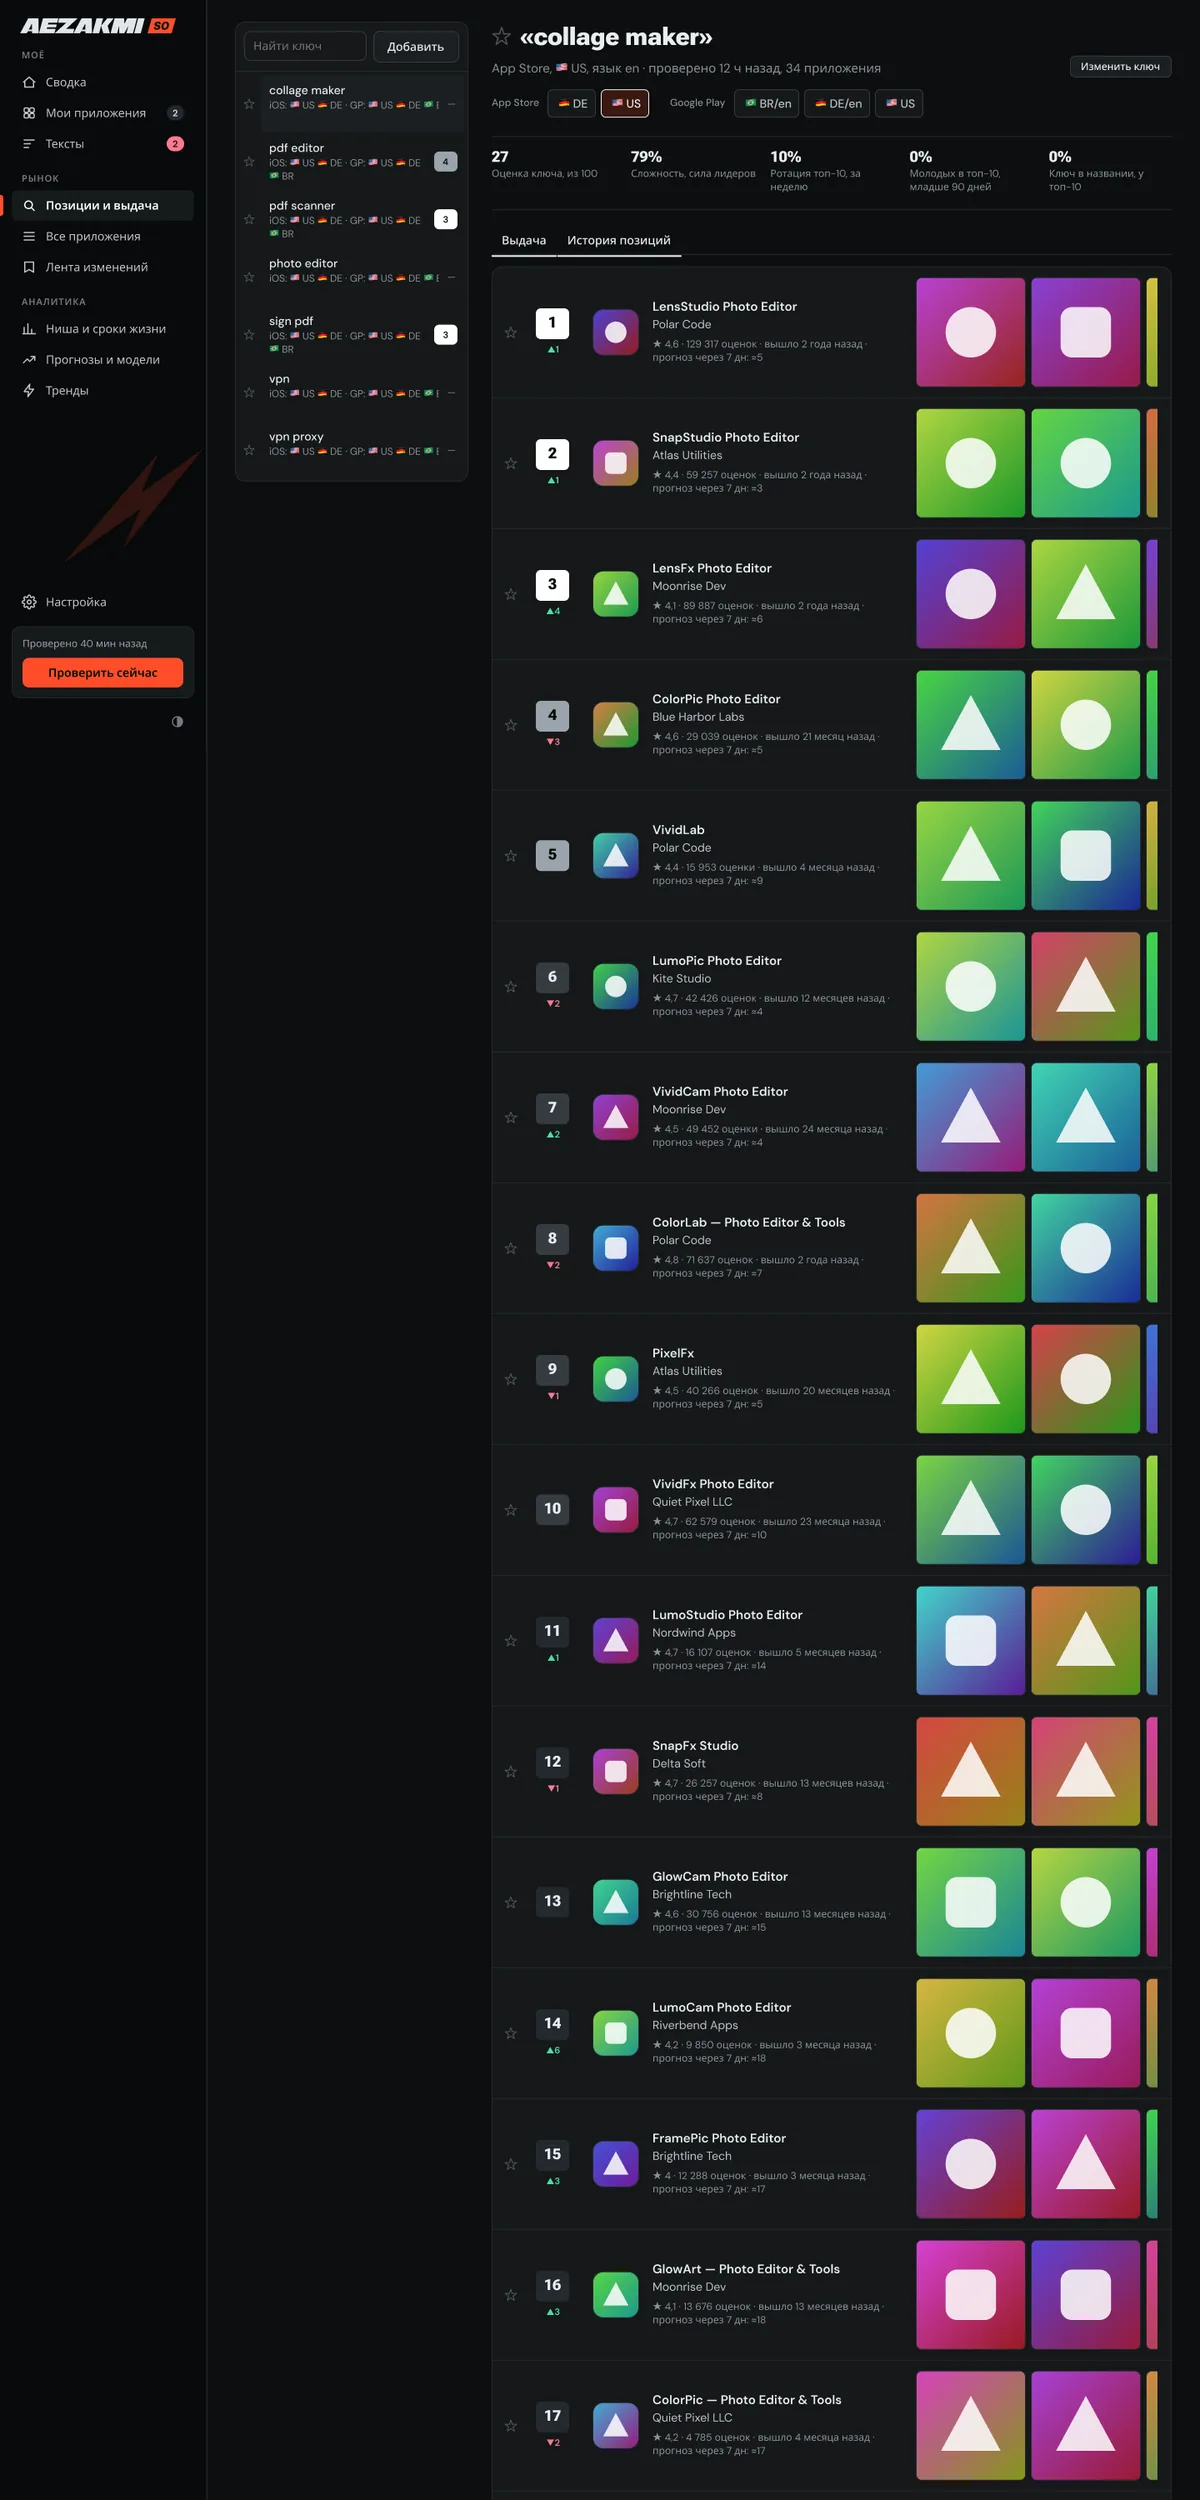 AEZAKMI SO
МОЁ
Сводка
Мои приложения 2
Тексты 2
РЫНОК
Позиции и выдача
Все приложения
Лента изменений
АНАЛИТИКА
Ниша и сроки жизни
Прогнозы и модели
Тренды
Настройка
Проверено 40 мин назад
Проверить сейчас
Найти ключ
Добавить
collage maker
iOS: US DE · GP: US DE —
pdf editor
iOS: US DE · GP: US DE 4
BR
pdf scanner
iOS: US DE · GP: US DE 3
BR
photo editor
iOS: US DE · GP: US DE —
sign pdf
iOS: US DE · GP: US DE 3
BR
vpn
iOS: US DE · GP: US DE —
vpn proxy
iOS: US DE · GP: US DE —
«collage maker»
App Store, US, язык en · проверено 12 ч назад, 34 приложения
Изменить ключ
App Store DE US Google Play BR/en DE/en US
27
Оценка ключа, из 100
79%
Сложность, сила лидеров
10%
Ротация топ-10, за
неделю
0%
Молодых в топ-10,
младше 90 дней
0%
Ключ в названии, у
топ-10
Выдача История позиций
1
▲1
LensStudio Photo Editor
Polar Code
★ 4,6 · 129 317 оценок · вышло 2 года назад ·
прогноз через 7 дн: ≈5
2
▲1
SnapStudio Photo Editor
Atlas Utilities
★ 4,4 · 59 257 оценок · вышло 2 года назад ·
прогноз через 7 дн: ≈3
3
▲4
LensFx Photo Editor
Moonrise Dev
★ 4,1 · 89 887 оценок · вышло 2 года назад ·
прогноз через 7 дн: ≈6
4
▼3
ColorPic Photo Editor
Blue Harbor Labs
★ 4,6 · 29 039 оценок · вышло 21 месяц назад ·
прогноз через 7 дн: ≈5
5
VividLab
Polar Code
★ 4,4 · 15 953 оценки · вышло 4 месяца назад ·
прогноз через 7 дн: ≈9
6
▼2
LumoPic Photo Editor
Kite Studio
★ 4,7 · 42 426 оценок · вышло 12 месяцев назад ·
прогноз через 7 дн: ≈4
7
▲2
VividCam Photo Editor
Moonrise Dev
★ 4,5 · 49 452 оценки · вышло 24 месяца назад ·
прогноз через 7 дн: ≈4
8
▼2
ColorLab — Photo Editor & Tools
Polar Code
★ 4,8 · 71 637 оценок · вышло 2 года назад ·
прогноз через 7 дн: ≈7
9
▼1
PixelFx
Atlas Utilities
★ 4,5 · 40 266 оценок · вышло 20 месяцев назад ·
прогноз через 7 дн: ≈5
10
VividFx Photo Editor
Quiet Pixel LLC
★ 4,7 · 62 579 оценок · вышло 23 месяца назад ·
прогноз через 7 дн: ≈10
11
▲1
LumoStudio Photo Editor
Nordwind Apps
★ 4,7 · 16 107 оценок · вышло 5 месяцев назад ·
прогноз через 7 дн: ≈14
12
▼1
SnapFx Studio
Delta Soft
★ 4,7 · 26 257 оценок · вышло 13 месяцев назад ·
прогноз через 7 дн: ≈8
13
GlowCam Photo Editor
Brightline Tech
★ 4,6 · 30 756 оценок · вышло 13 месяцев назад ·
прогноз через 7 дн: ≈15
14
▲6
LumoCam Photo Editor
Riverbend Apps
★ 4,2 · 9 850 оценок · вышло 3 месяца назад ·
прогноз через 7 дн: ≈18
15
▲3
FramePic Photo Editor
Brightline Tech
★ 4 · 12 288 оценок · вышло 3 месяца назад ·
прогноз через 7 дн: ≈17
16
▲3
GlowArt — Photo Editor & Tools
Moonrise Dev
★ 4,1 · 13 676 оценок · вышло 13 месяцев назад ·
прогноз через 7 дн: ≈18
17
▼2
ColorPic — Photo Editor & Tools
Quiet Pixel LLC
★ 4,2 · 4 785 оценок · вышло 4 месяца назад ·
прогноз через 7 дн: ≈17